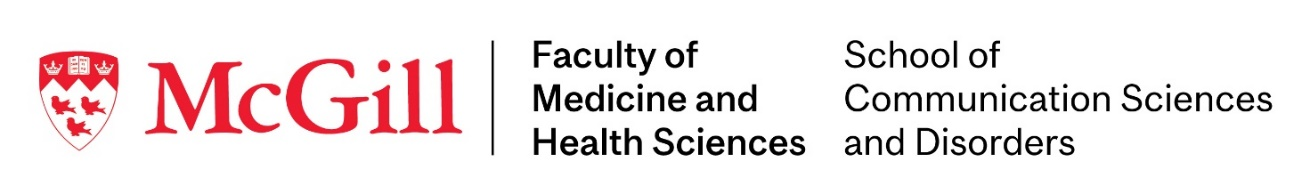 McGill
Faculty of
Medicine and
Health Sciences
School of
Communication Sciences
and Disorders